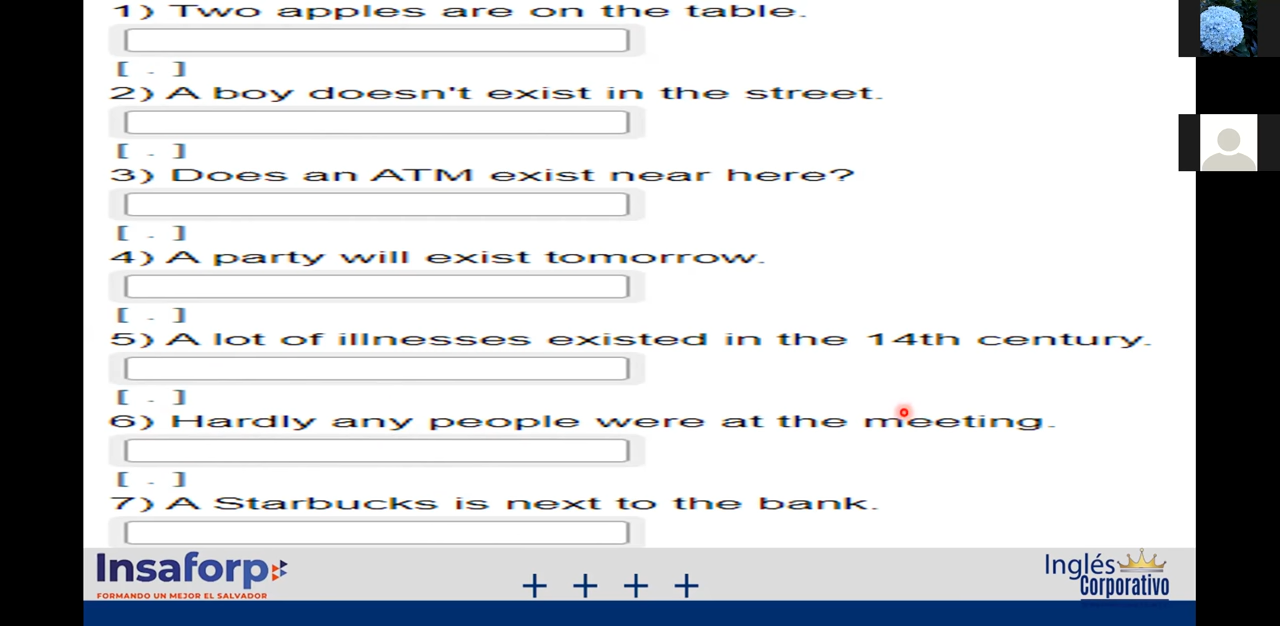 1) Two apples are on the table.
[ . ]
2) A boy doesn't exist in the street.
[ . ]
3) Does an ATM exist near here?
[ . ]
4) A party will exist tomorrow.
[ . ]
5) A lot of illnesses existed in the 14th century.
[ . ]
6) Hardly any people were at the meeting.
[ . ]
7) A Starbucks is next to the bank.
Insaforp
FORMANDO UN MEJOR EL SALVADOR
+ + + +
Inglés
Corporativo